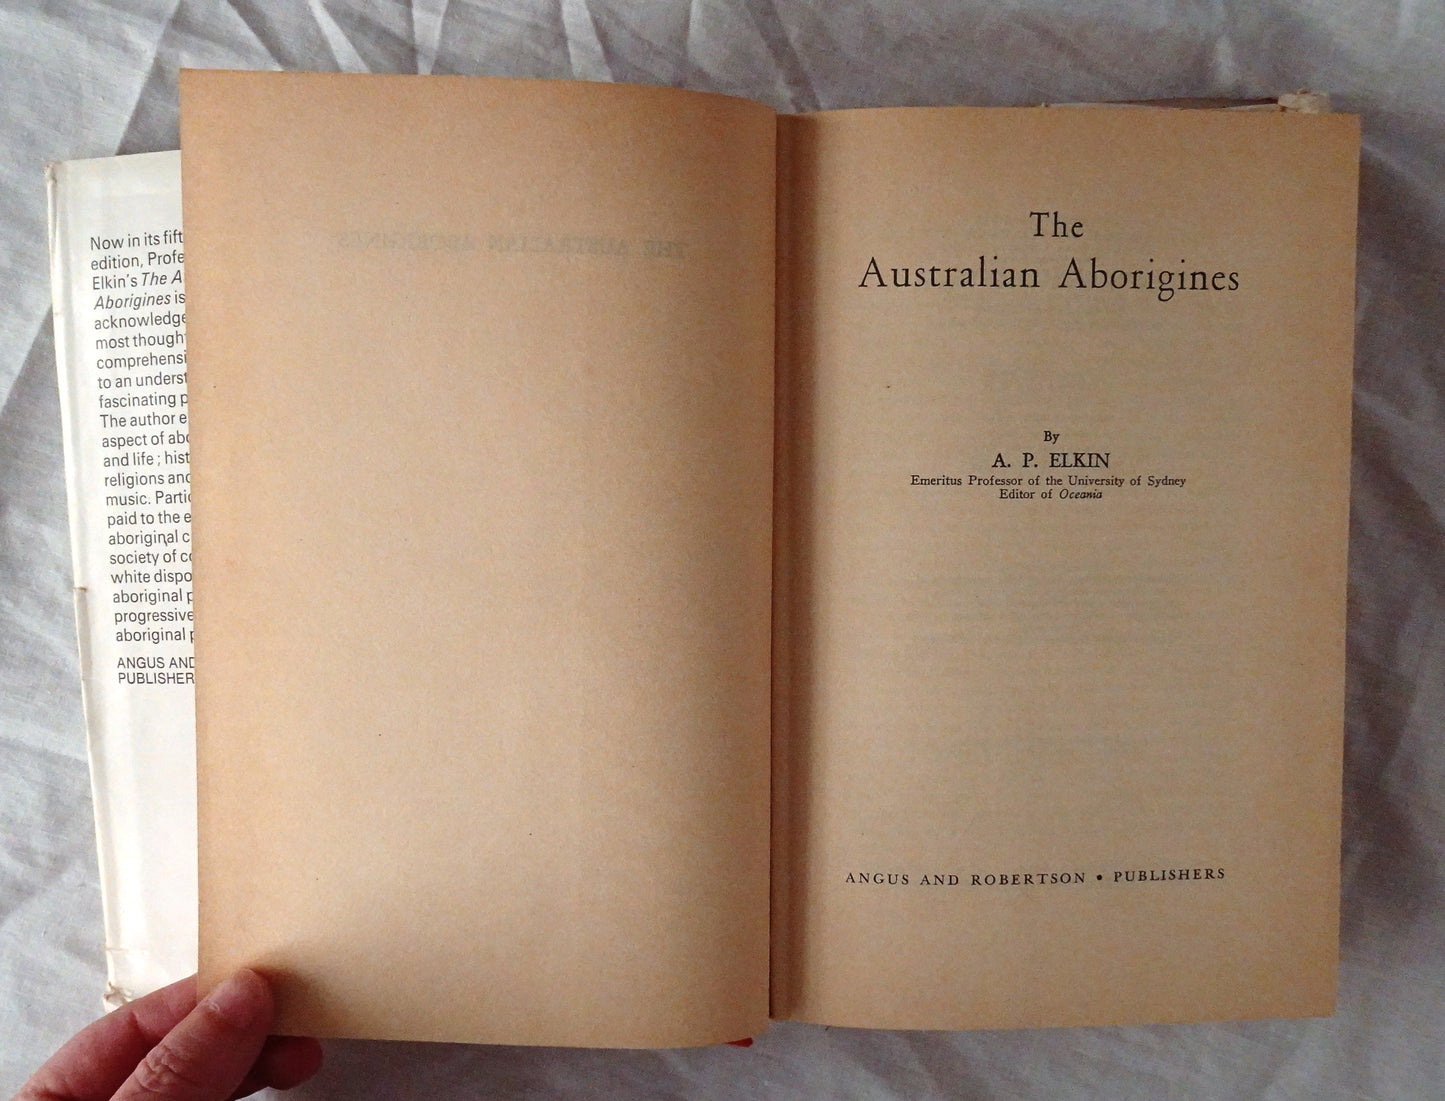 Now in its fift
edition, Profe
Elkin's The A
Aborigines is
acknowledge
most though
comprehensi
to an underst
fascinating p
The author e
aspect of abo
and life; hist
religions and
music. Partic
paid to the e
aboriginal c
society of co
white dispo
aboriginal p
progressive
aboriginal p
ANGUS AND
PUBLISHER
THE AUSTRALIAN ABORIGINES
The
Australian Aborigines
By
A. P. ELKIN
Emeritus Professor of the University of Sydney
Editor of Oceania
ANGUS AND ROBERTSON • PUBLISHERS